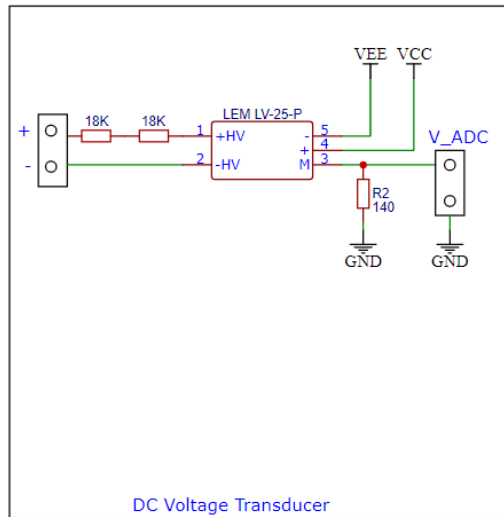 VEE VCC
LEM LV-25-P
18K 18K
+ 1 +HV - 5
+ 4
- 2 -HV M 3
V_ADC
R2
140
GND GND
DC Voltage Transducer